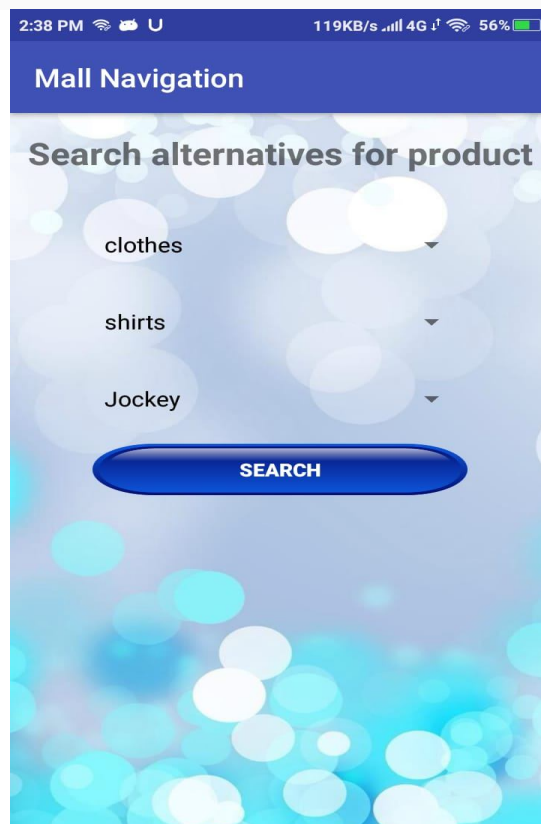 2:38 PM U 119KB/s 4G 56%
Mall Navigation
Search alternatives for product
clothes
shirts
Jockey
SEARCH